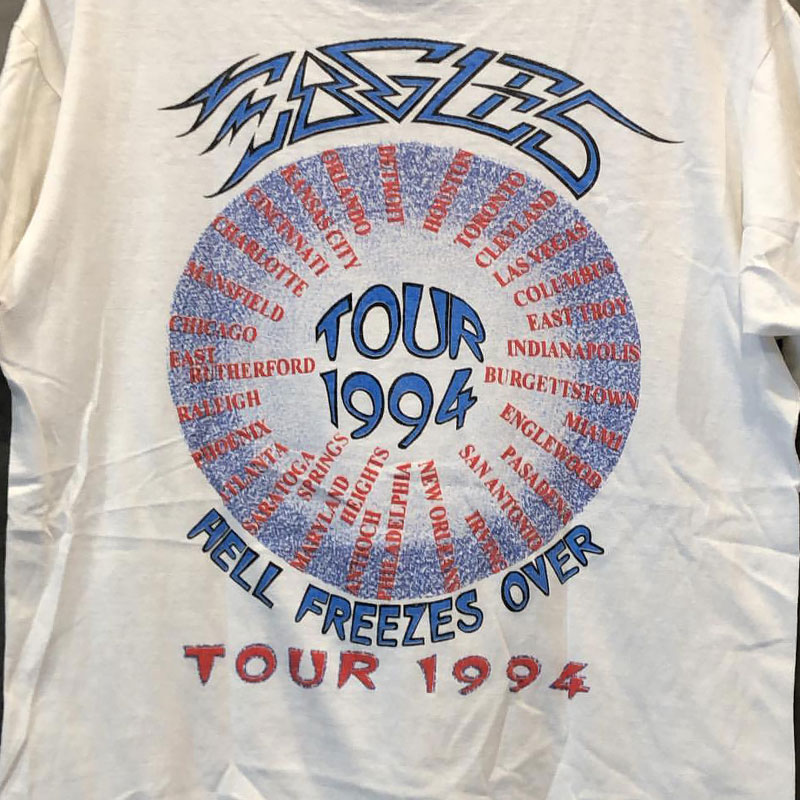 EAGLES
DETROIT
HOUSTON
TORONTO
CLEVLAND
LAS VEGAS
COLUMBUS
EAST TROY
INDIANAPOLIS
BURGETTSTOWN
MIAMI
ENGLEWOOD
PASADENA
SAN ANTONIO
IRVINE
NEW ORLEANS
PHILADELPHIA
ANTIOCH
MARYLAND HEIGHTS
SARATOGA SPRINGS
ATLANTA
PHOENIX
RALEIGH
EAST RUTHERFORD
CHICAGO
MANSFIELD
CHARLOTTE
CINCINNATI
KANSAS CITY
ORLANDO
TOUR
1994
HELL FREEZES OVER
TOUR 1994